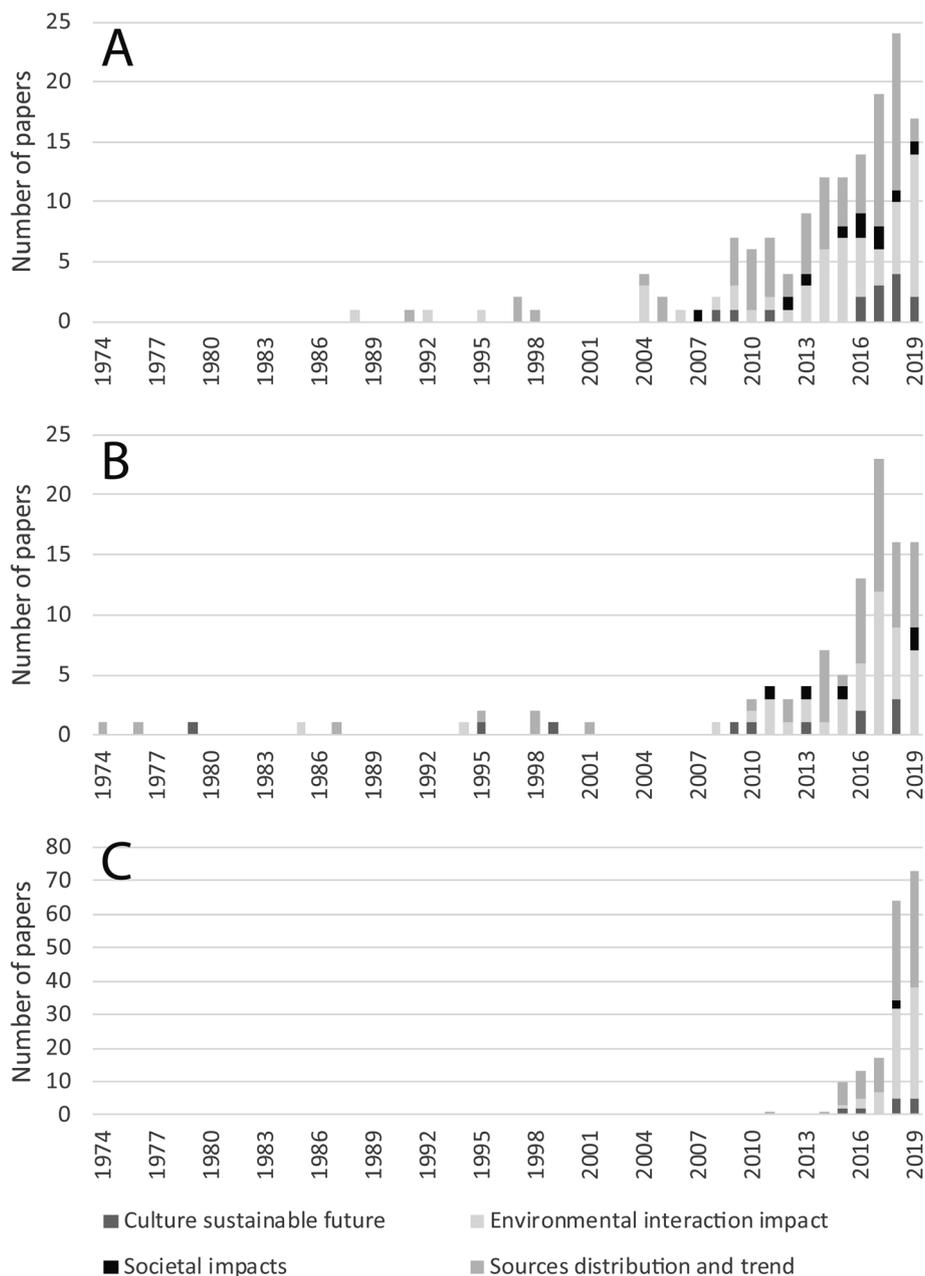 A
Number of papers
25
20
15
10
5
0
1974 1977 1980 1983 1986 1989 1992 1995 1998 2001 2004 2007 2010 2013 2016 2019
B
Number of papers
25
20
15
10
5
0
1974 1977 1980 1983 1986 1989 1992 1995 1998 2001 2004 2007 2010 2013 2016 2019
C
Number of papers
80
70
60
50
40
30
20
10
0
1974 1977 1980 1983 1986 1989 1992 1995 1998 2001 2004 2007 2010 2013 2016 2019
Culture sustainable future Environmental interaction impact
Societal impacts Sources distribution and trend